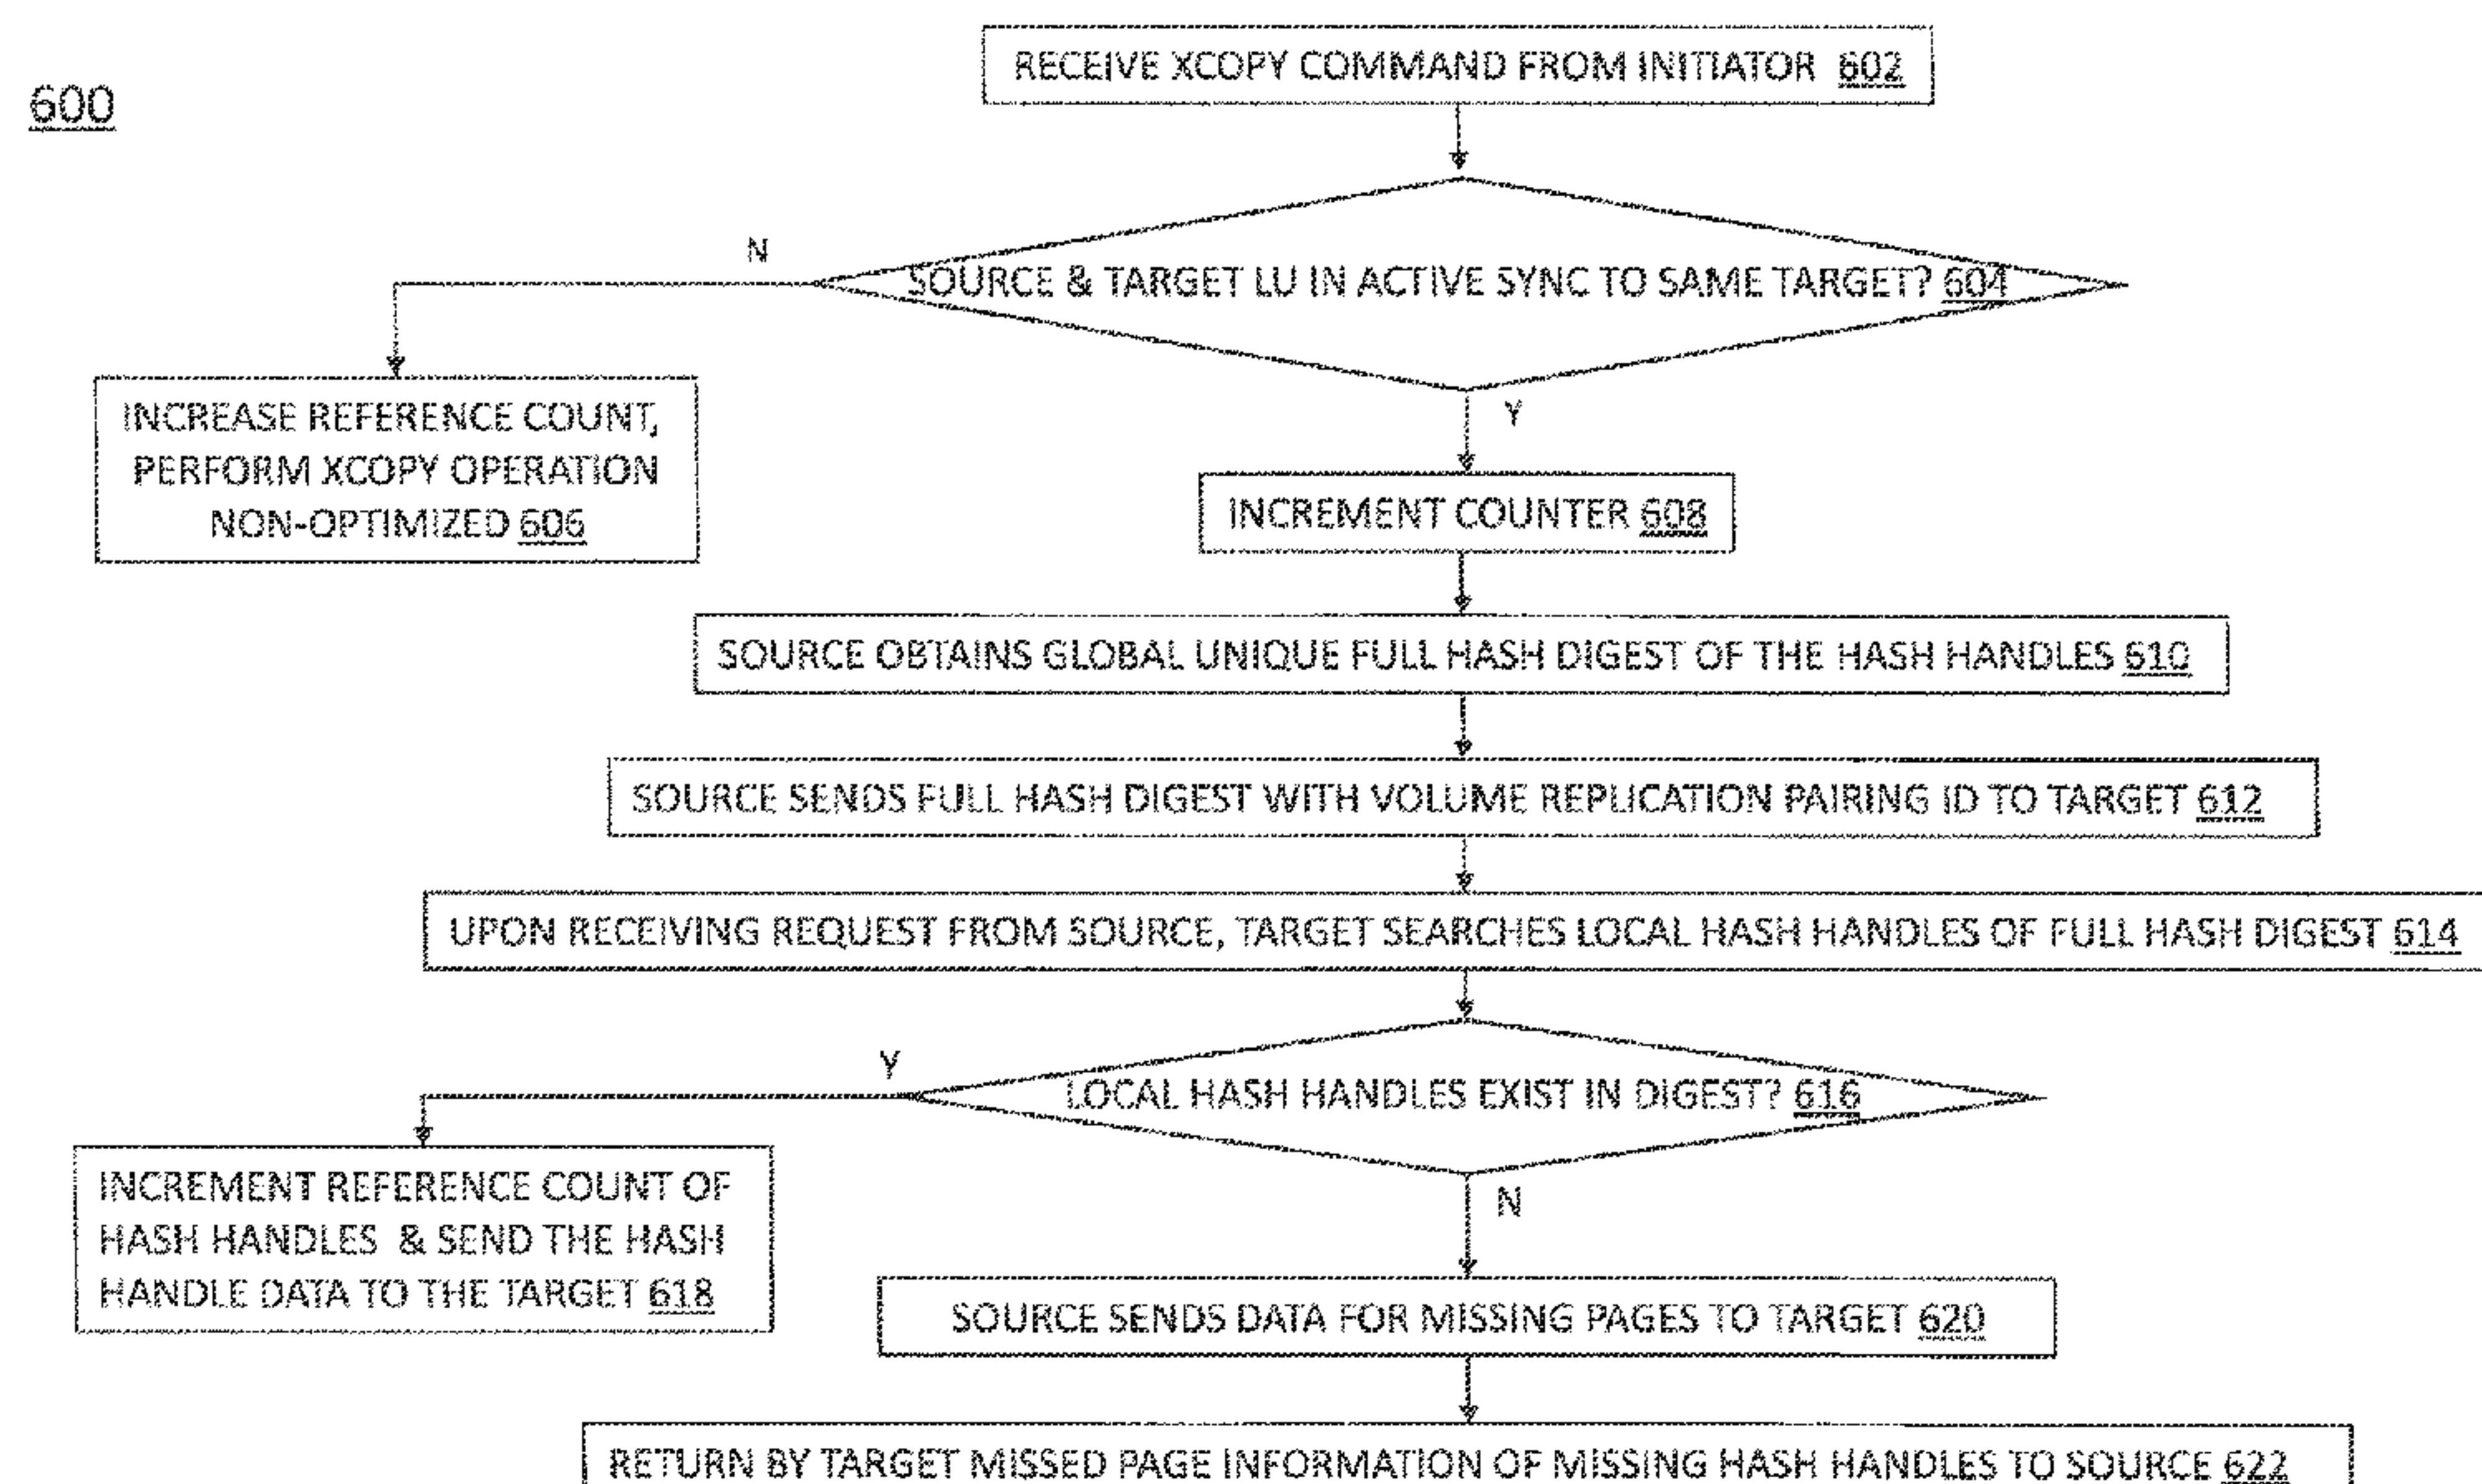 RECEIVE XCOPY COMMAND FROM INITIATOR 602
600
N
SOURCE & TARGET LU IN ACTIVE SYNC TO SAME TARGET? 604
Y
INCREASE REFERENCE COUNT,
PERFORM XCOPY OPERATION
NON-OPTIMIZED 606
INCREMENT COUNTER 608
SOURCE OBTAINS GLOBAL UNIQUE FULL HASH DIGEST OF THE HASH HANDLES 610
SOURCE SENDS FULL HASH DIGEST WITH VOLUME REPLICATION PAIRING ID TO TARGET 612
UPON RECEIVING REQUEST FROM SOURCE, TARGET SEARCHES LOCAL HASH HANDLES OF FULL HASH DIGEST 614
Y
LOCAL HASH HANDLES EXIST IN DIGEST? 616
N
INCREMENT REFERENCE COUNT OF
HASH HANDLES & SEND THE HASH
HANDLE DATA TO THE TARGET 618
SOURCE SENDS DATA FOR MISSING PAGES TO TARGET 620
RETURN BY TARGET MISSED PAGE INFORMATION OF MISSING HASH HANDLES TO SOURCE 622